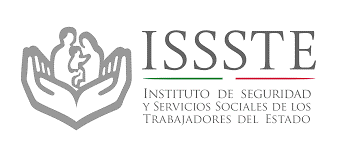 ISSSTE
INSTITUTO DE SEGURIDAD
Y SERVICIOS SOCIALES DE LOS
TRABAJADORES DEL ESTADO